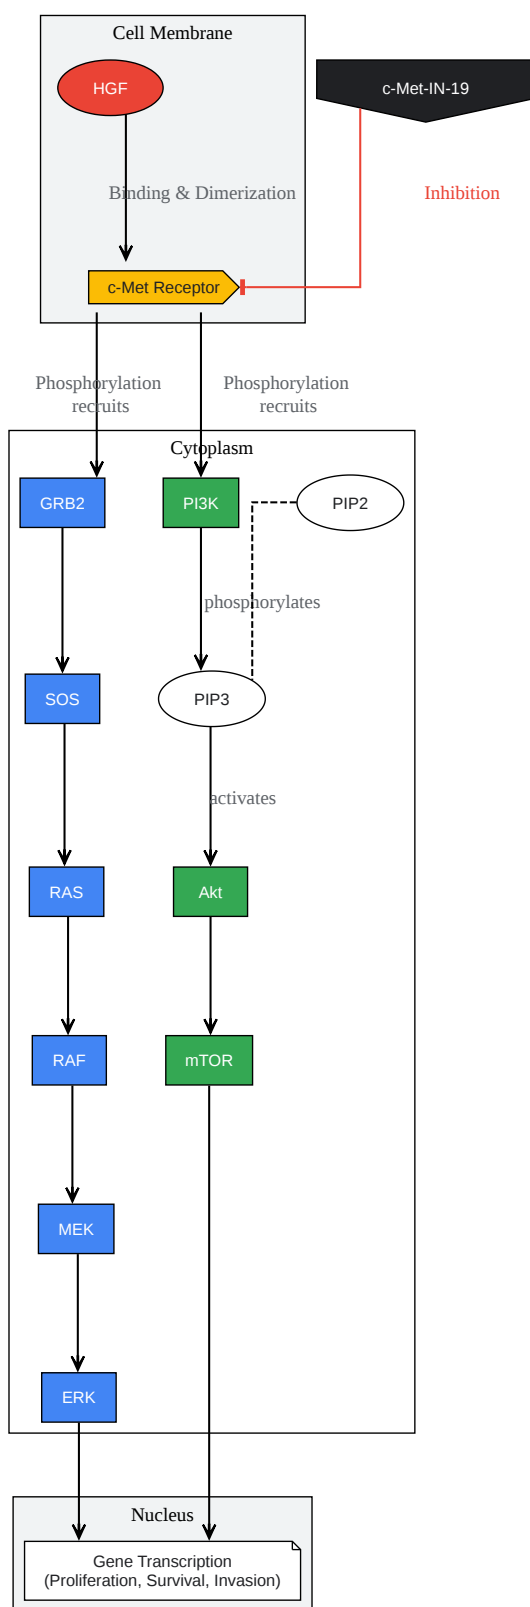 Cell Membrane
HGF
c-Met-IN-19
Binding & Dimerization
Inhibition
c-Met Receptor
Phosphorylation
recruits
Phosphorylation
recruits
Cytoplasm
GRB2
PI3K
PIP2
phosphorylates
SOS
PIP3
activates
RAS
Akt
RAF
mTOR
MEK
ERK
Nucleus
Gene Transcription
(Proliferation, Survival, Invasion)